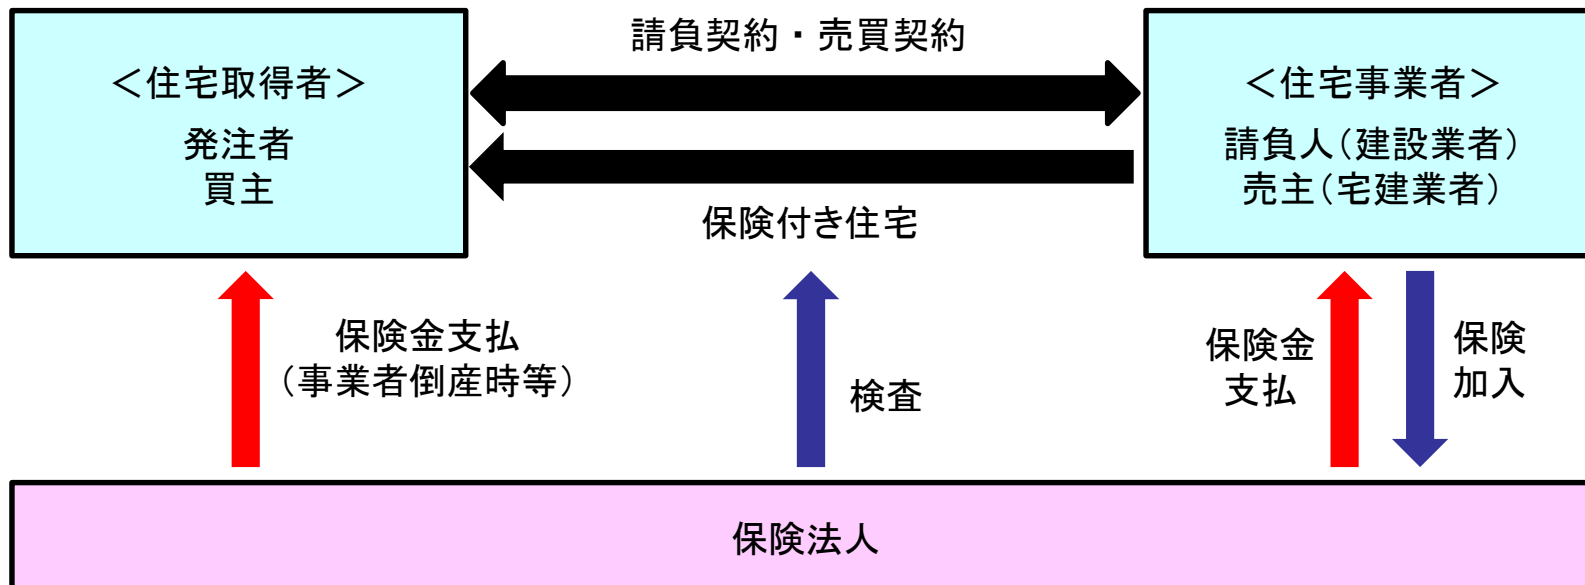 請負契約・売買契約
＜住宅取得者＞
発注者
買主
＜住宅事業者＞
請負人（建設業者）
売主（宅建業者）
保険付き住宅
保険金支払
（事業者倒産時等）
検査
保険金
支払
保険
加入
保険法人